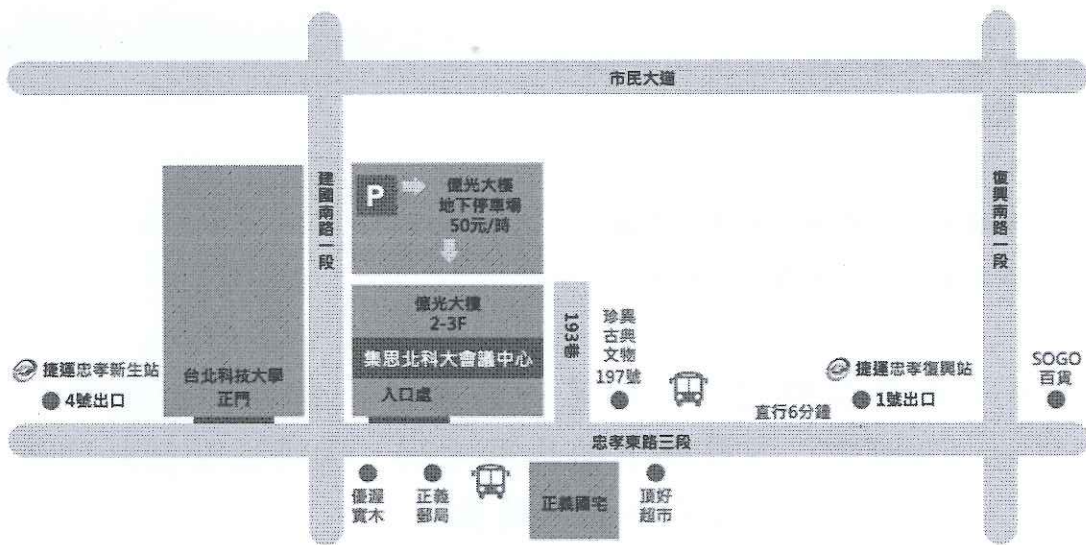 市民大道
建國南路一段
復興南路一段
P
億光大樓
地下停車場
50元/時
億光大樓
2-3F
集思北科大會議中心
入口處
193巷
珍異
古典
文物
197號
捷運忠孝新生站
4號出口
台北科技大學
正門
捷運忠孝復興站
1號出口
直行6分鐘
SOGO
百貨
忠孝東路三段
優渥
實木
正義
郵局
正義國宅
頂好
超市